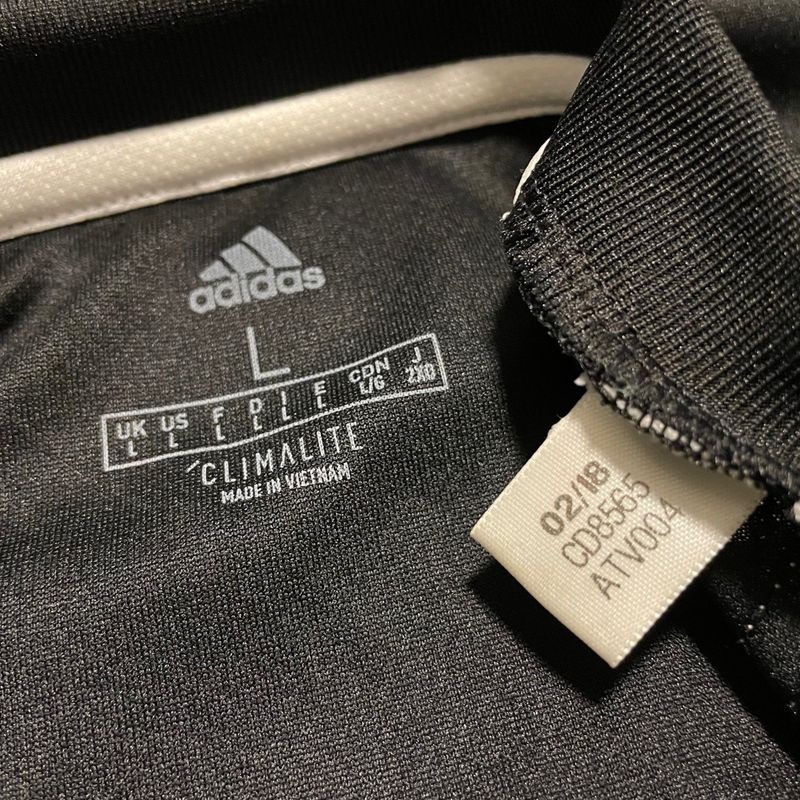 adidas
L
UK US F D I E CDN J
L L L L L L L/G 2XO
CLIMALITE
MADE IN VIETNAM
02/18
CD8565
ATV004